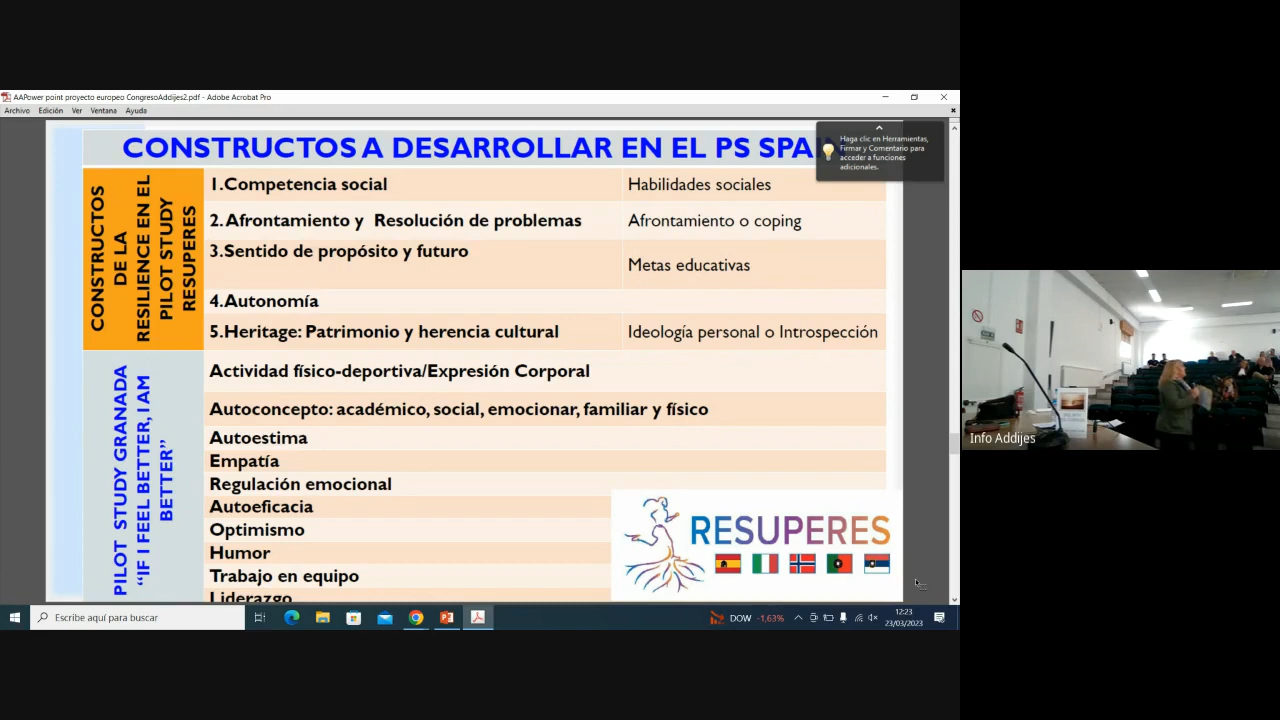 AAPower point proyecto europeo CongresoAddijes2.pdf - Adobe Acrobat Pro
Archivo Edición Ver Ventana Ayuda
CONSTRUCTOS A DESARROLLAR EN EL PS SPAI
Haga clic en Herramientas,
Firmar y Comentario para
acceder a funciones
adicionales.
CONSTRUCTOS
DE LA
RESILIENCE EN EL
PILOT STUDY
RESUPERES
1.Competencia social
Habilidades sociales
2.Afrontamiento y Resolución de problemas
Afrontamiento o coping
3.Sentido de propósito y futuro
Metas educativas
4.Autonomía
5.Heritage: Patrimonio y herencia cultural
Ideología personal o Introspección
PILOT STUDY GRANADA
“IF I FEEL BETTER, I AM
BETTER”
Actividad físico-deportiva/Expresión Corporal
Autoconcepto: académico, social, emocionar, familiar y físico
Autoestima
Empatía
Regulación emocional
Autoeficacia
Optimismo
Humor
Trabajo en equipo
Liderazgo
RESUPERES
Info Addijes
Escribe aquí para buscar
DOW -1,63%
12:23
23/03/2023